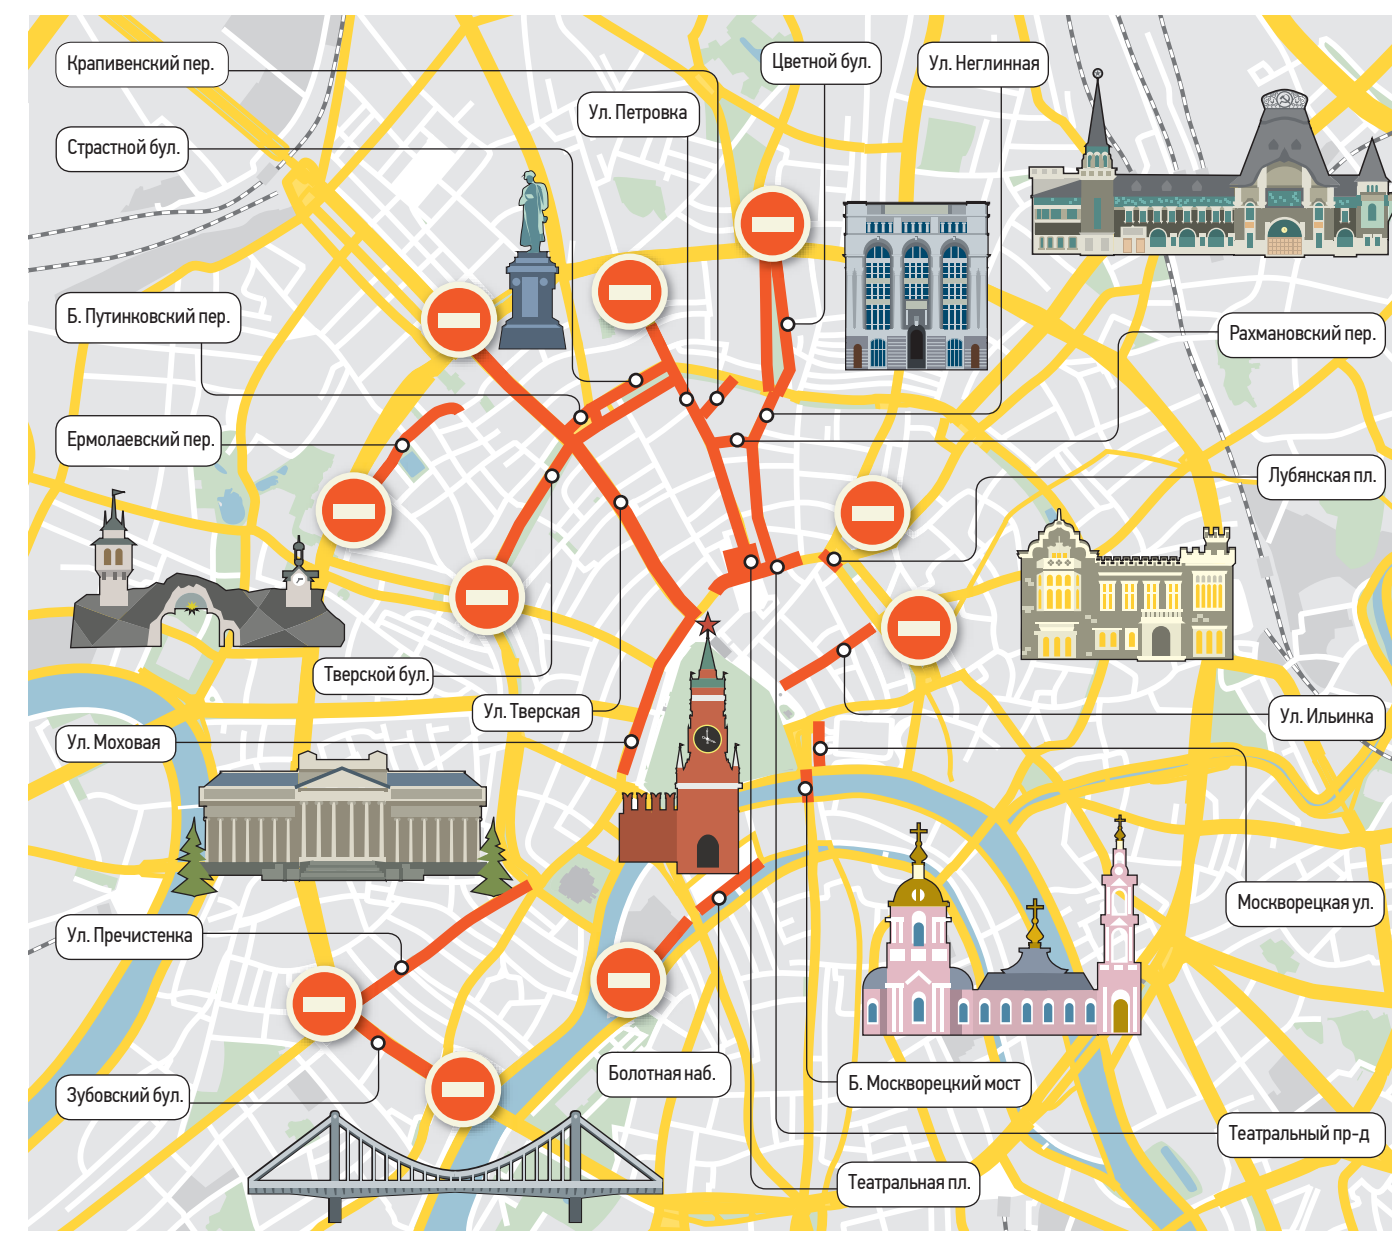 Крапивенский пер.
Цветной бул.
Ул. Неглинная
Ул. Петровка
Страстной бул.
Б. Путинковский пер.
Рахмановский пер.
Ермолаевский пер.
Лубянская пл.
Тверской бул.
Ул. Тверская
Ул. Ильинка
Ул. Моховая
Москворецкая ул.
Ул. Пречистенка
Болотная наб.
Б. Москворецкий мост
Зубовский бул.
Театральный пр-д
Театральная пл.